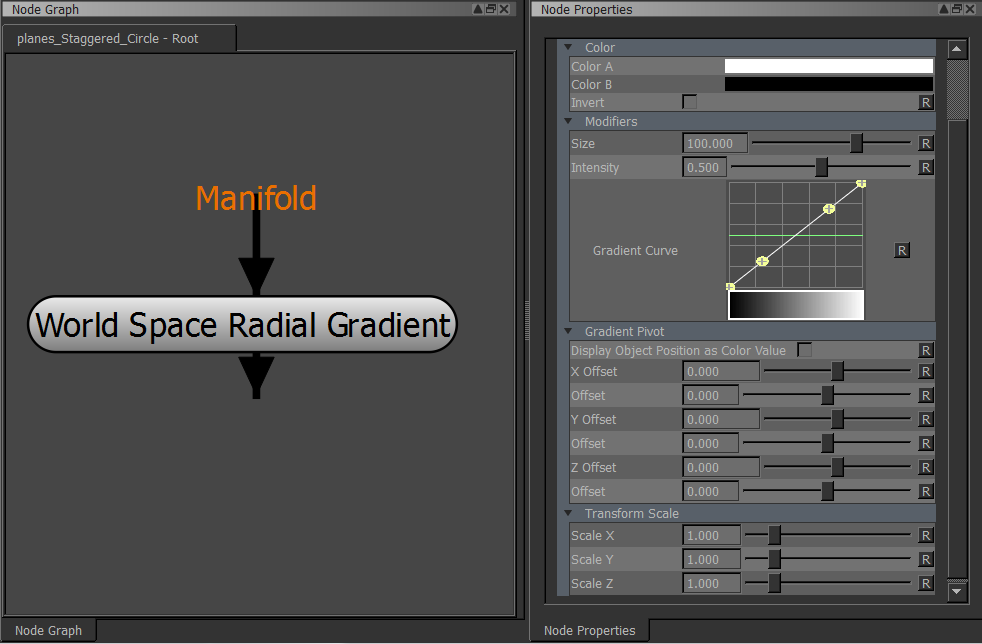 Node Graph
planes_Staggered_Circle - Root
Manifold
World Space Radial Gradient
Node Graph
Node Properties
Color
Color A
Color B
Invert R
Modifiers
Size 100.000 R
Intensity 0.500 R
Gradient Curve R
Gradient Pivot
Display Object Position as Color Value R
X Offset 0.000 R
Offset 0.000 R
Y Offset 0.000 R
Offset 0.000 R
Z Offset 0.000 R
Offset 0.000 R
Transform Scale
Scale X 1.000 R
Scale Y 1.000 R
Scale Z 1.000 R
Node Properties